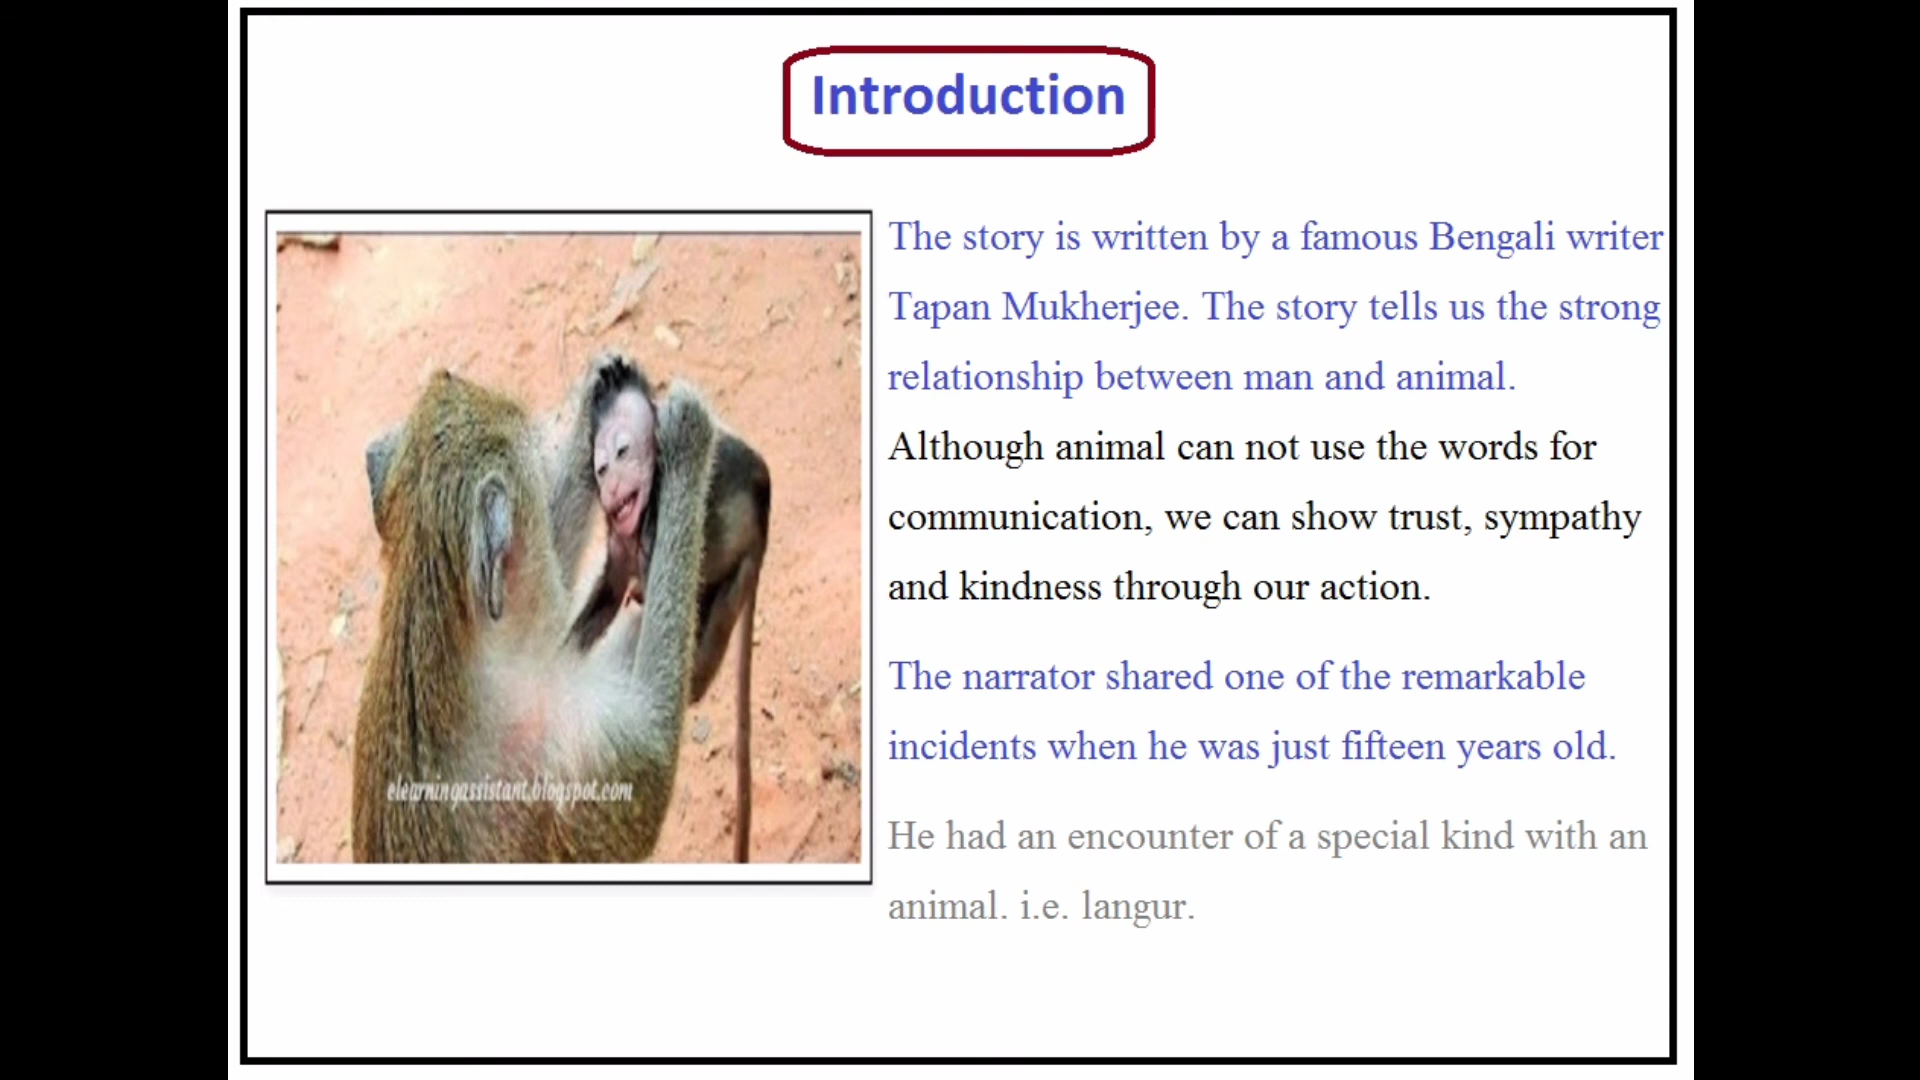 Introduction
The story is written by a famous Bengali writer
Tapan Mukherjee. The story tells us the strong
relationship between man and animal.
Although animal can not use the words for
communication, we can show trust, sympathy
and kindness through our action.
The narrator shared one of the remarkable
incidents when he was just fifteen years old.
He had an encounter of a special kind with an
animal. i.e. langur.
elearningassistant.blogspot.com